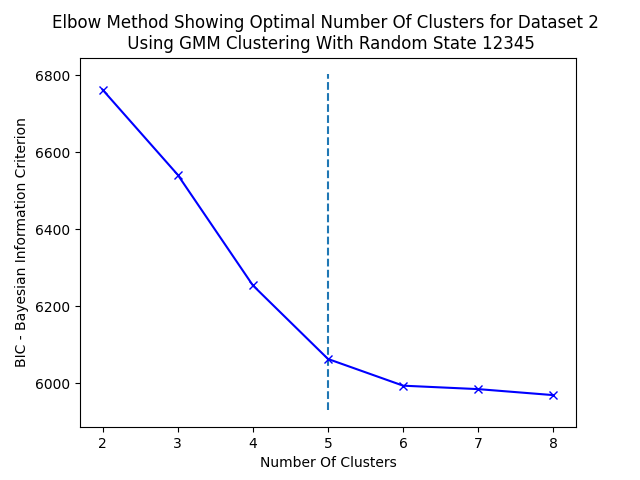 Elbow Method Showing Optimal Number Of Clusters for Dataset 2
Using GMM Clustering With Random State 12345
BIC - Bayesian Information Criterion
6800
6600
6400
6200
6000
2 3 4 5 6 7 8
Number Of Clusters